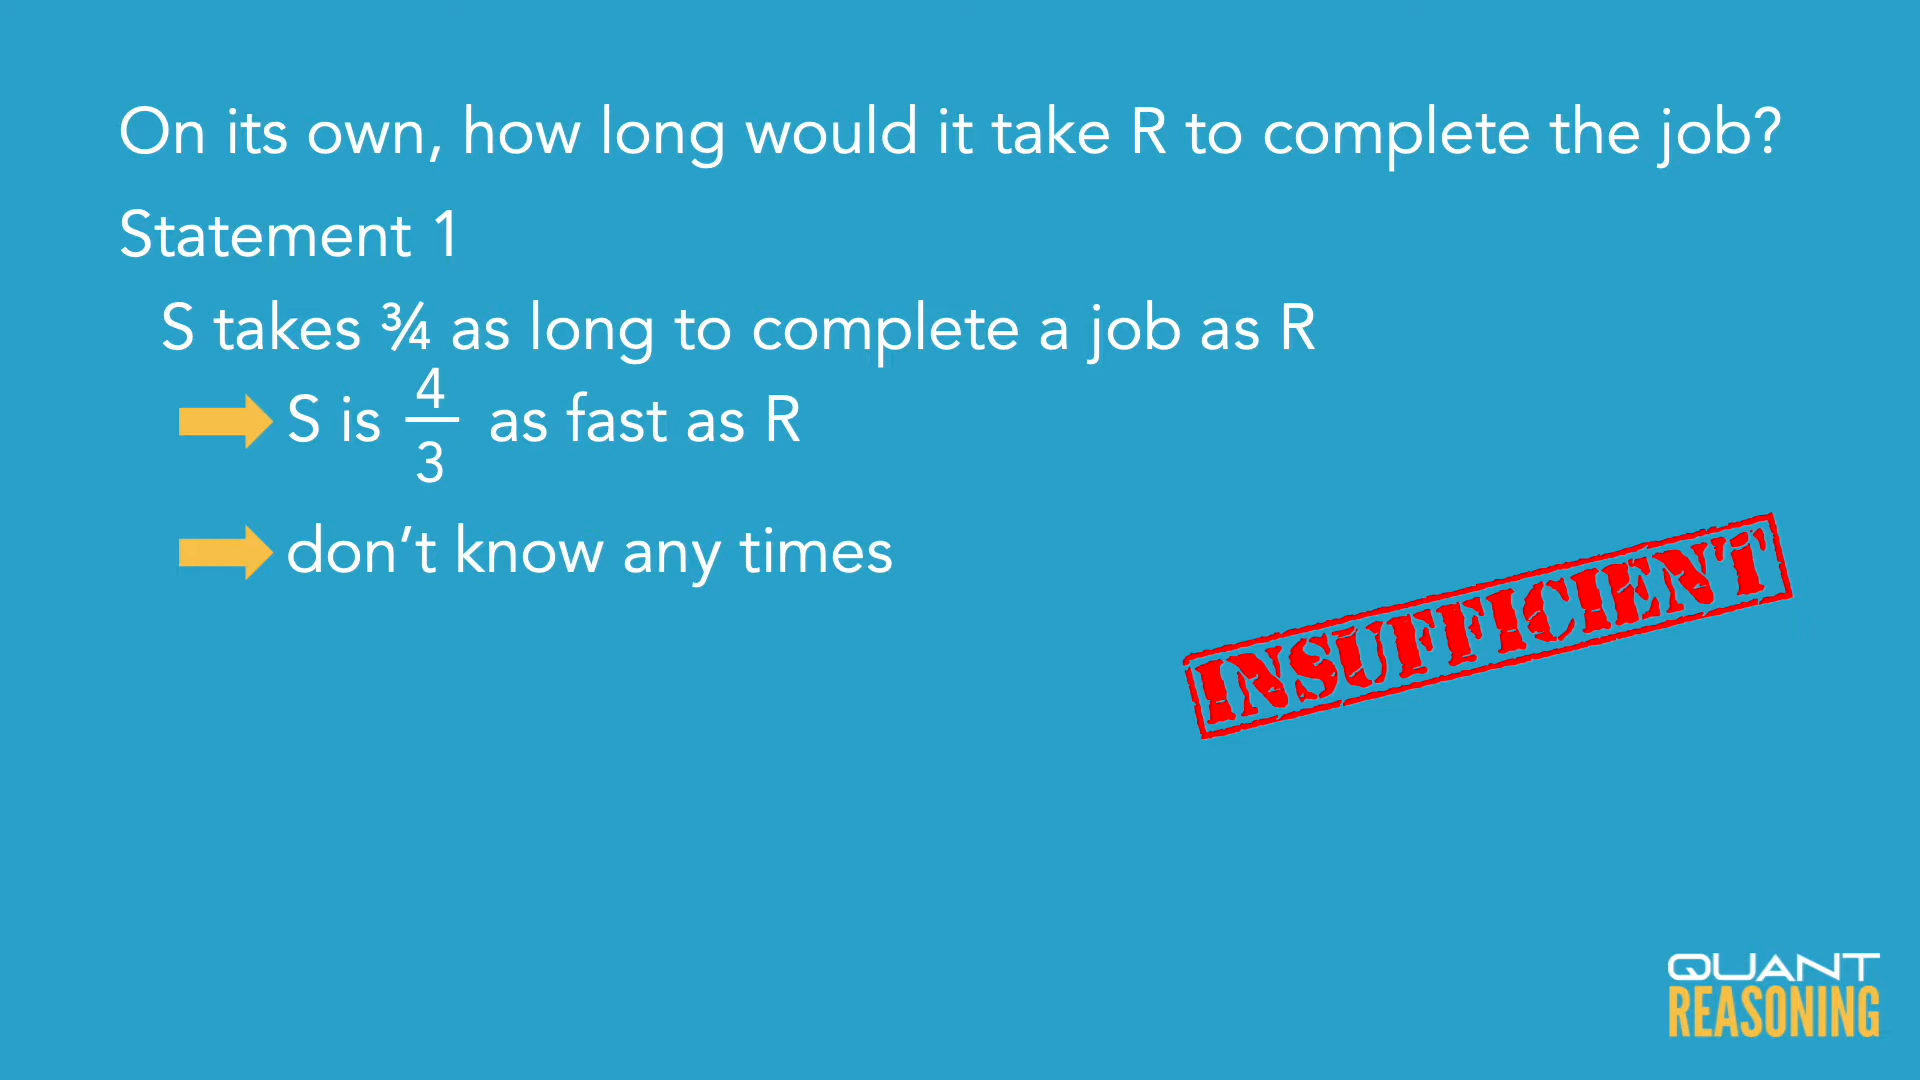 On its own, how long would it take R to complete the job?
Statement 1
S takes ¾ as long to complete a job as R
S is 4/3 as fast as R
don’t know any times
INSUFFICIENT
QUANT
REASONING